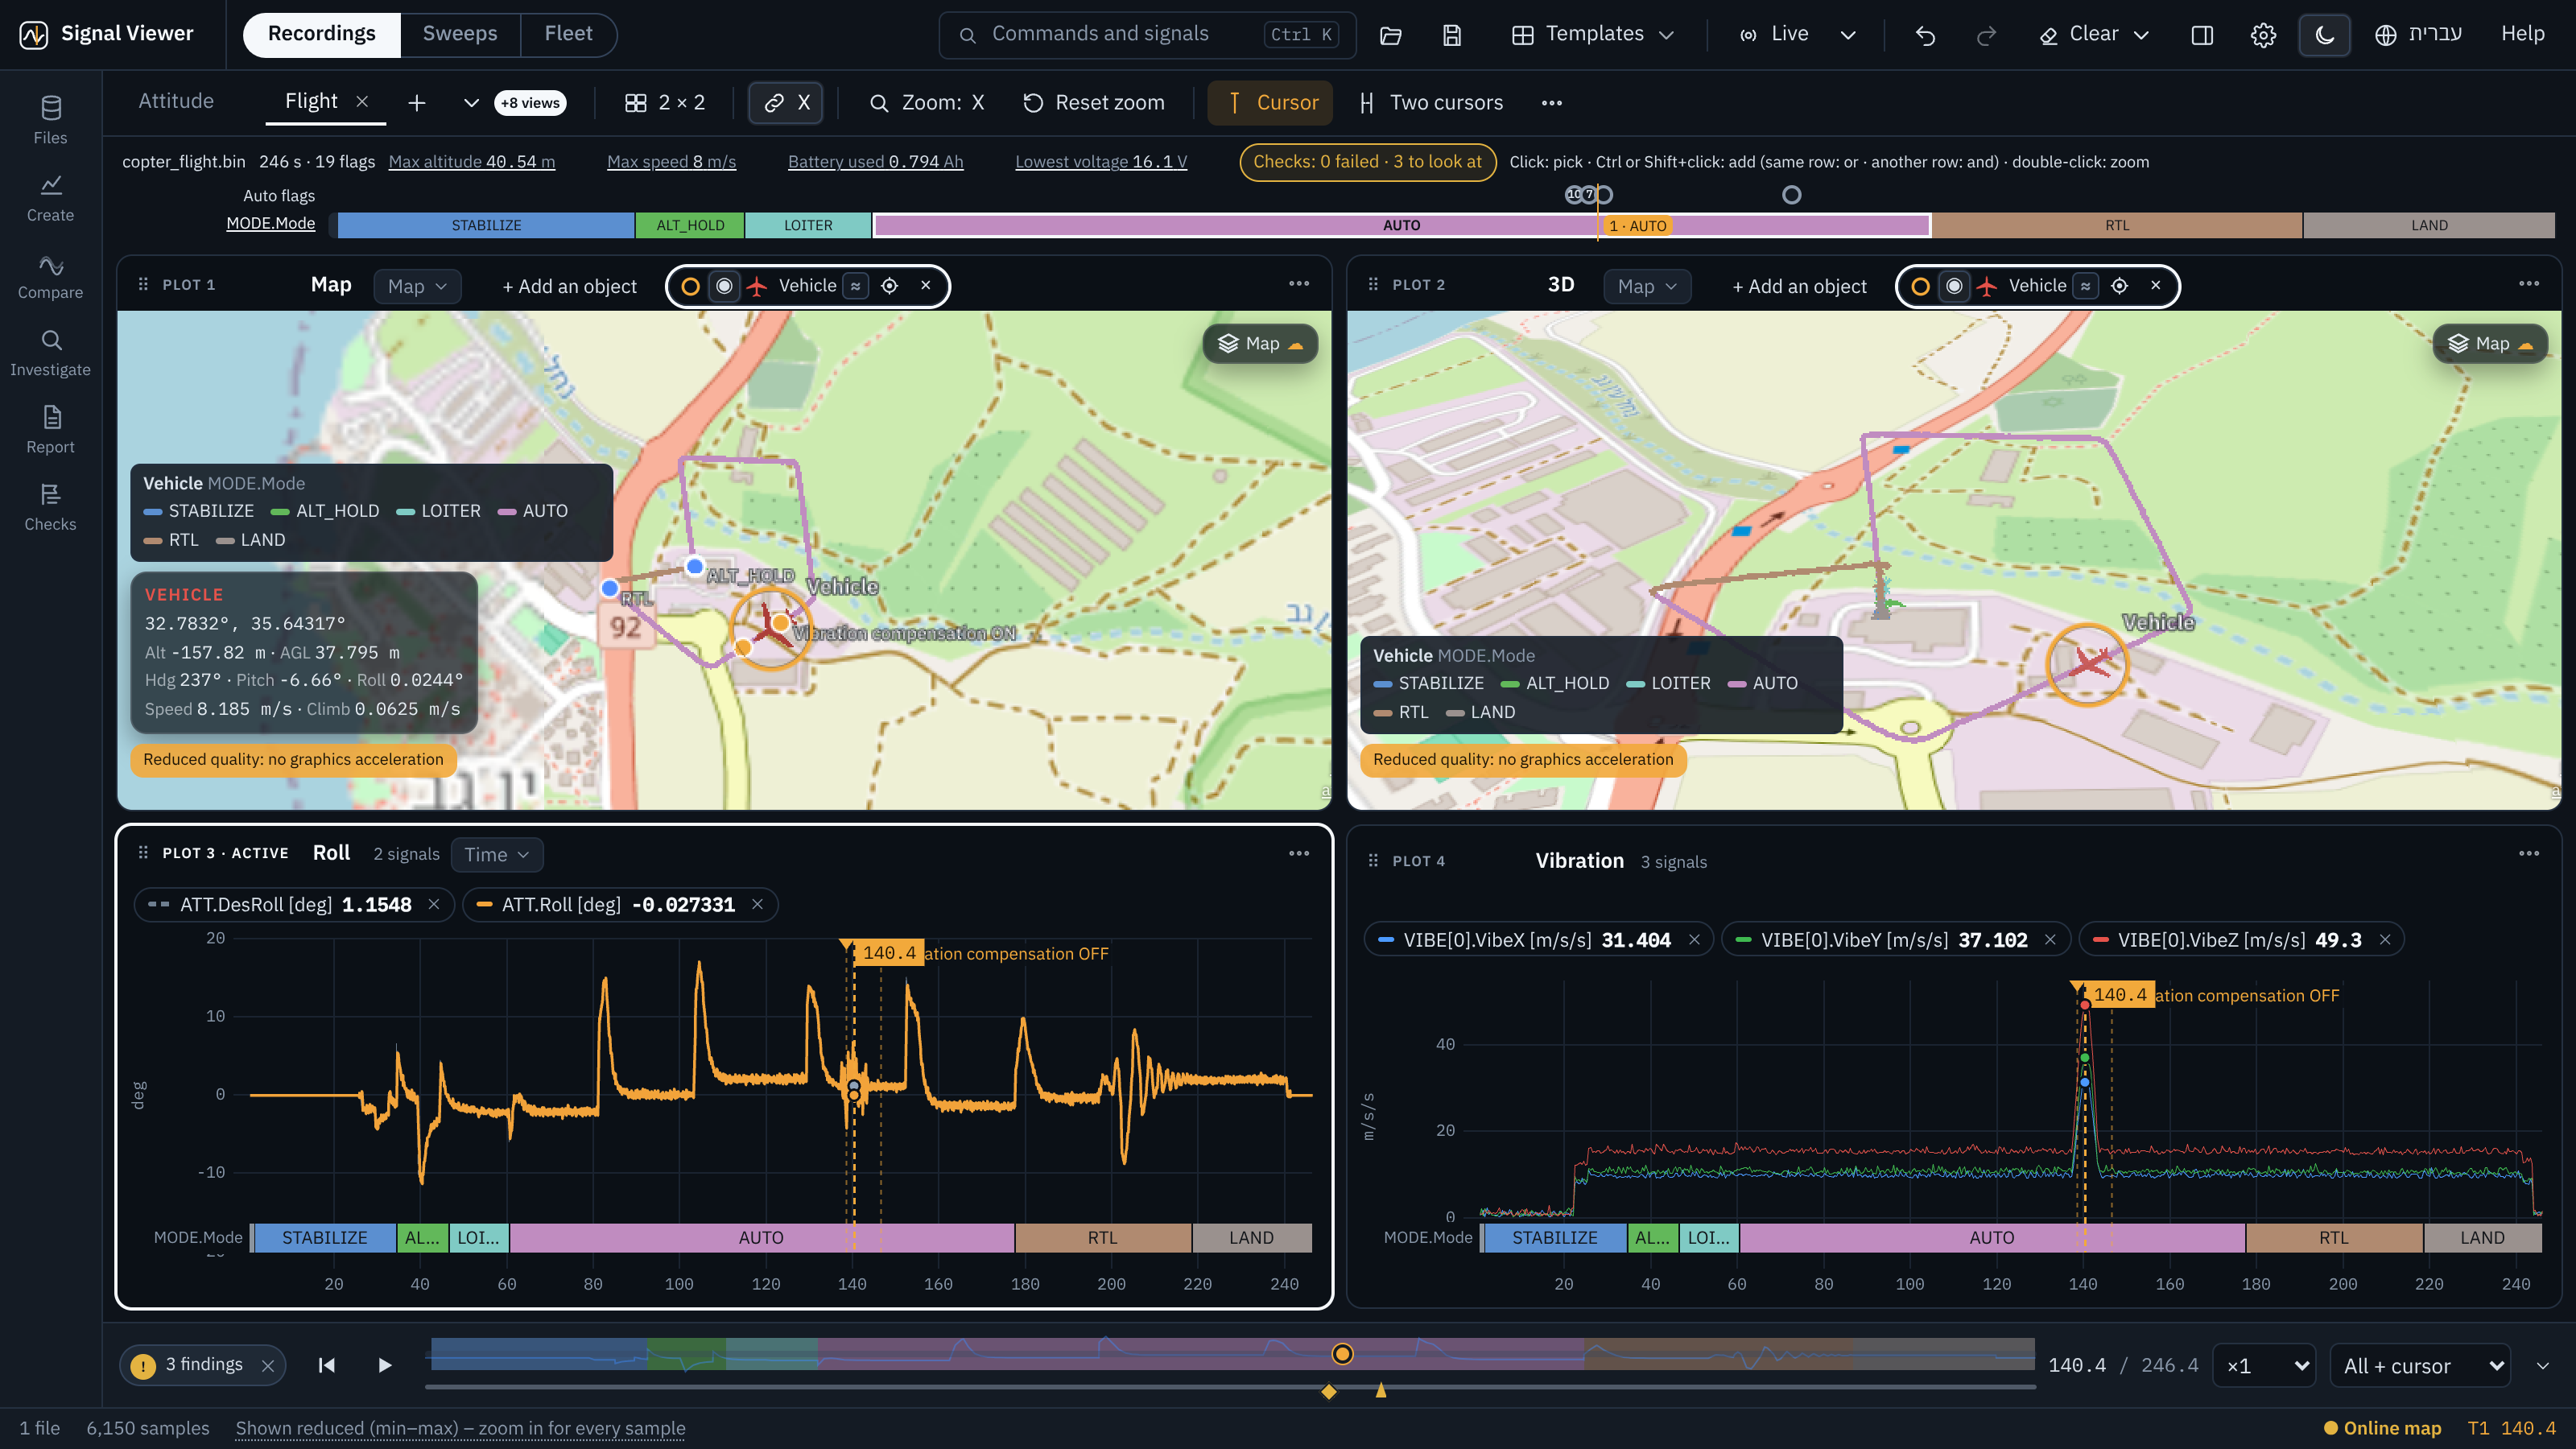 Signal Viewer
Recordings Sweeps Fleet
Commands and signals Ctrl K
Templates
Live
Clear
עברית
Help
Files
Create
Compare
Investigate
Report
Checks
Attitude
Flight
+8 views
2 × 2
X
Zoom: X
Reset zoom
Cursor
Two cursors
copter_flight.bin 246 s · 19 flags Max altitude 40.54 m Max speed 8 m/s Battery used 0.794 Ah Lowest voltage 16.1 V Checks: 0 failed · 3 to look at Click: pick · Ctrl or Shift+click: add (same row: or · another row: and) · double-click: zoom
Auto flags 10 7
MODE.Mode STABILIZE ALT_HOLD LOITER AUTO 1 · AUTO RTL LAND
PLOT 1 Map Map + Add an object Vehicle
Map
Vehicle MODE.Mode
STABILIZE ALT_HOLD LOITER AUTO
RTL LAND
VEHICLE
32.7832°, 35.64317°
Alt -157.82 m · AGL 37.795 m
Hdg 237° · Pitch -6.66° · Roll 0.0244°
Speed 8.185 m/s · Climb 0.0625 m/s
Reduced quality: no graphics acceleration
ALT_HOLD
Vehicle
RTL
92
Vibration compensation ON
PLOT 2 3D Map + Add an object Vehicle
Map
Vehicle
Vehicle MODE.Mode
STABILIZE ALT_HOLD LOITER AUTO
RTL LAND
Reduced quality: no graphics acceleration
PLOT 3 · ACTIVE Roll 2 signals Time
ATT.DesRoll [deg] 1.1548
ATT.Roll [deg] -0.027331
140.4 ation compensation OFF
20
10
0
-10
deg
MODE.Mode STABILIZE AL... LOI... AUTO RTL LAND
20 40 60 80 100 120 140 160 180 200 220 240
PLOT 4 Vibration 3 signals
VIBE[0].VibeX [m/s/s] 31.404
VIBE[0].VibeY [m/s/s] 37.102
VIBE[0].VibeZ [m/s/s] 49.3
140.4 ation compensation OFF
40
20
0
m/s/s
MODE.Mode STABILIZE AL... LOI... AUTO RTL LAND
20 40 60 80 100 120 140 160 180 200 220 240
3 findings
140.4 / 246.4
×1
All + cursor
1 file 6,150 samples Shown reduced (min–max) – zoom in for every sample
Online map T1 140.4